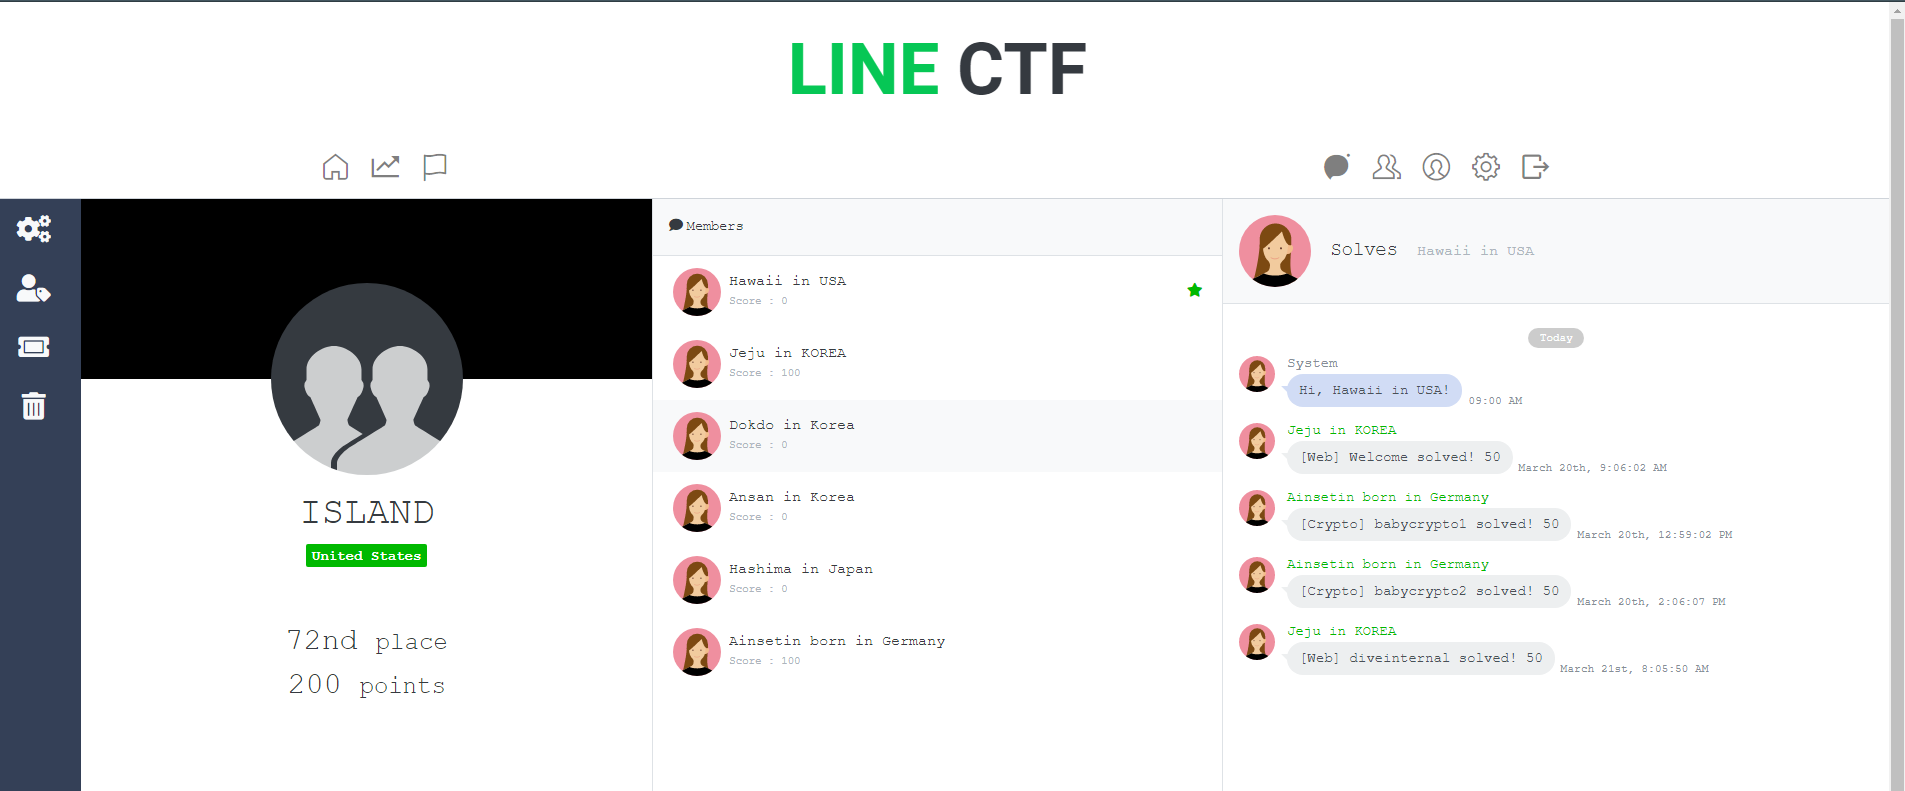 LINE CTF
ISLAND
United States
72nd place
200 points
Members
Hawaii in USA
Score : 0
Jeju in KOREA
Score : 100
Dokdo in Korea
Score : 0
Ansan in Korea
Score : 0
Hashima in Japan
Score : 0
Ainsetin born in Germany
Score : 100
Solves Hawaii in USA
Today
System
Hi, Hawaii in USA! 09:00 AM
Jeju in KOREA
[Web] Welcome solved! 50 March 20th, 9:06:02 AM
Ainsetin born in Germany
[Crypto] babycrypto1 solved! 50 March 20th, 12:59:02 PM
Ainsetin born in Germany
[Crypto] babycrypto2 solved! 50 March 20th, 2:06:07 PM
Jeju in KOREA
[Web] diveinternal solved! 50 March 21st, 8:05:50 AM